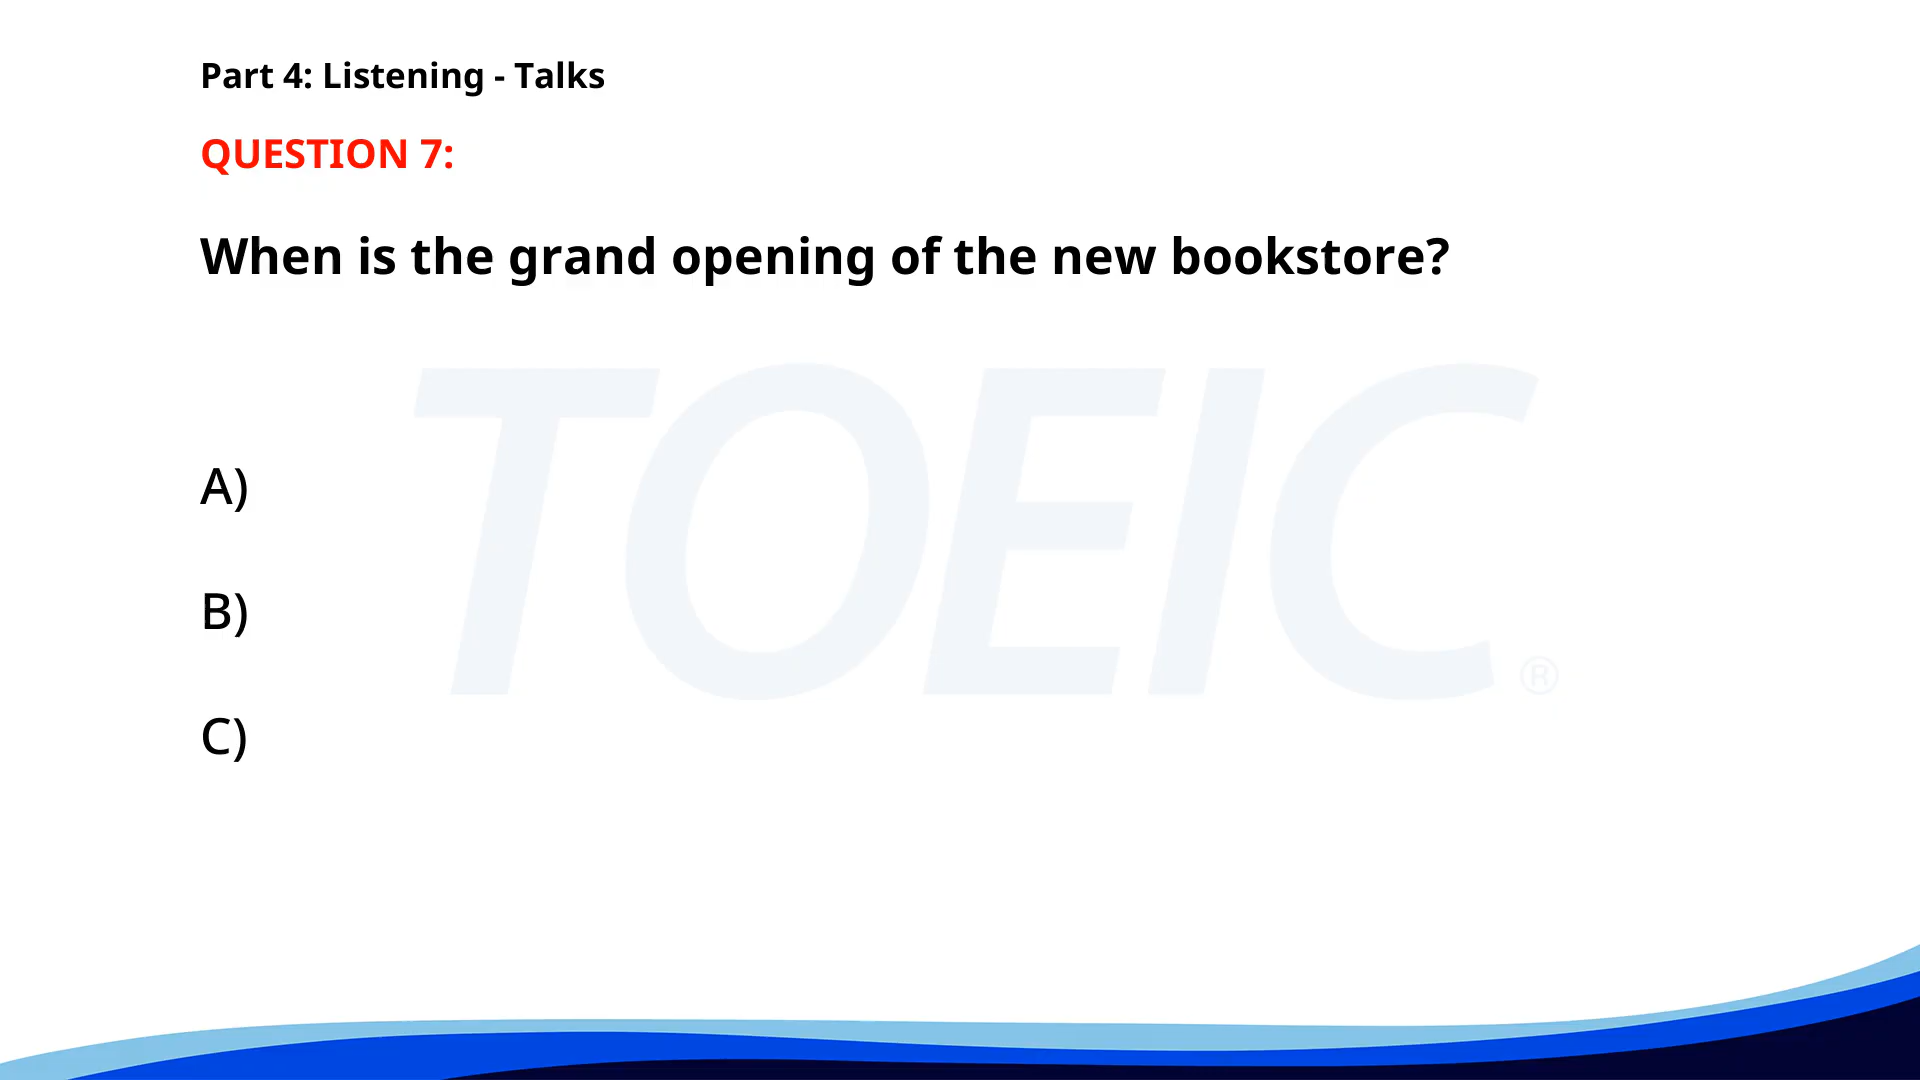 Part 4: Listening - Talks
QUESTION 7:
When is the grand opening of the new bookstore?
TOEIC®
A)
B)
C)